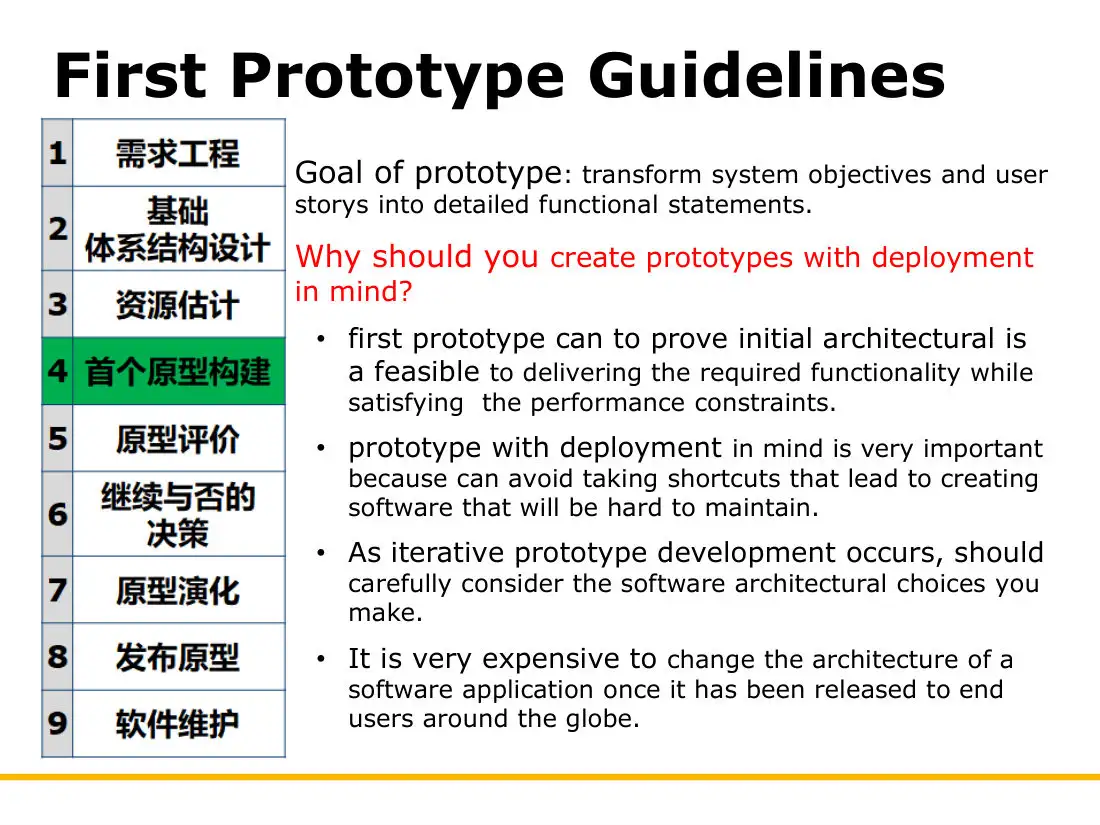 First Prototype Guidelines
1 需求工程
2 基础
体系结构设计
3 资源估计
4 首个原型构建
5 原型评价
6 继续与否的
决策
7 原型演化
8 发布原型
9 软件维护
Goal of prototype: transform system objectives and user
storys into detailed functional statements.
Why should you create prototypes with deployment
in mind?
• first prototype can to prove initial architectural is
a feasible to delivering the required functionality while
satisfying the performance constraints.
• prototype with deployment in mind is very important
because can avoid taking shortcuts that lead to creating
software that will be hard to maintain.
• As iterative prototype development occurs, should
carefully consider the software architectural choices you
make.
• It is very expensive to change the architecture of a
software application once it has been released to end
users around the globe.